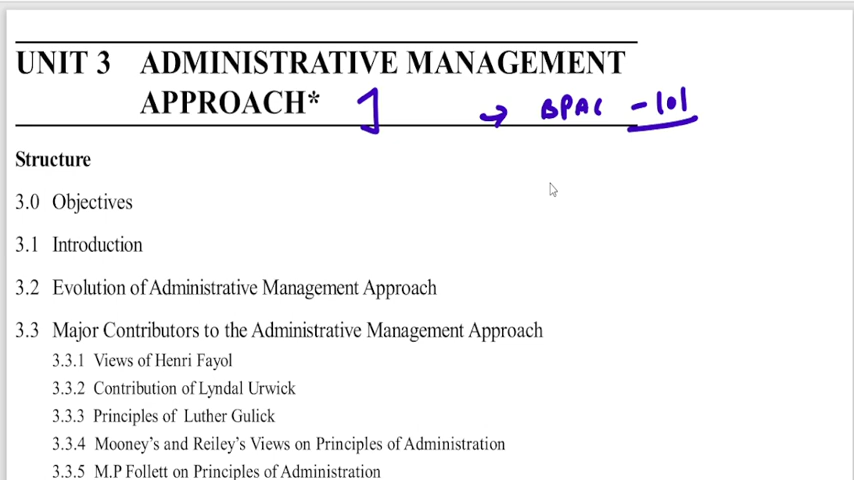 UNIT 3 ADMINISTRATIVE MANAGEMENT
APPROACH* → BPAC -101
Structure
3.0 Objectives
3.1 Introduction
3.2 Evolution of Administrative Management Approach
3.3 Major Contributors to the Administrative Management Approach
3.3.1 Views of Henri Fayol
3.3.2 Contribution of Lyndal Urwick
3.3.3 Principles of Luther Gulick
3.3.4 Mooney's and Reiley's Views on Principles of Administration
3.3.5 M.P Follett on Principles of Administration